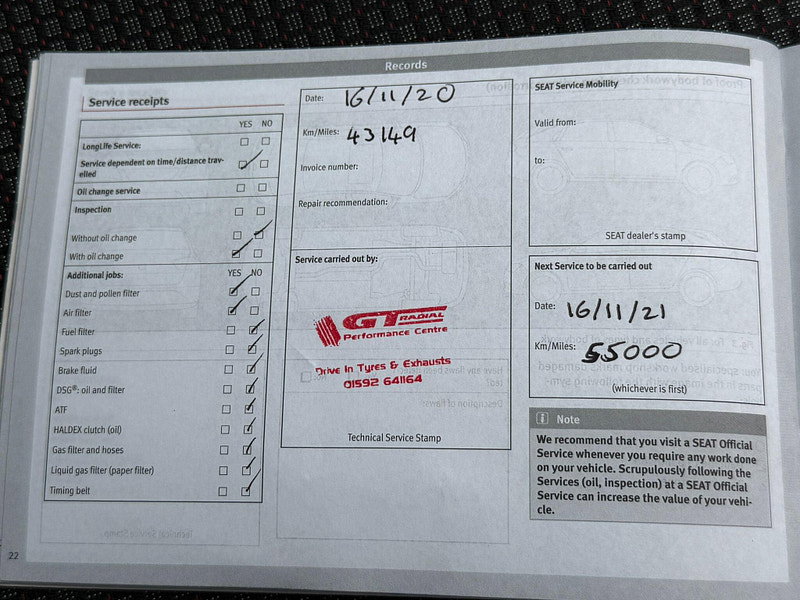 Records
Service receipts
YES NO
LongLife Service:
Service dependent on time/distance trav-
elled
Oil change service
Inspection
Without oil change
With oil change
Additional jobs: YES NO
Dust and pollen filter
Air filter
Fuel filter
Spark plugs
Brake fluid
DSG®: oil and filter
ATF
HALDEX clutch (oil)
Gas filter and hoses
Liquid gas filter (paper filter)
Timing belt
22
Date: 16/11/20
Km/Miles: 43149
Invoice number:
Repair recommendation:
Service carried out by:
GT RADIAL
Performance Centre
Drive In Tyres & Exhausts
01592 641164
Technical Service Stamp
SEAT Service Mobility
Valid from:
to:
SEAT dealer's stamp
Next Service to be carried out
Date: 16/11/21
Km/Miles: 55000
(whichever is first)
Note
We recommend that you visit a SEAT Official
Service whenever you require any work done
on your vehicle. Scrupulously following the
Services (oil, inspection) at a SEAT Official
Service can increase the value of your vehi-
cle.